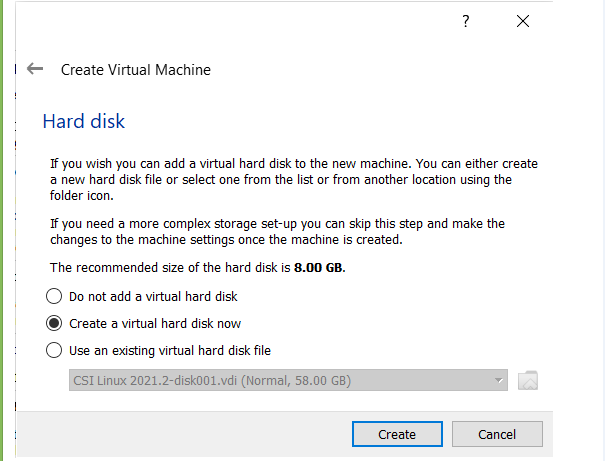 ?
Create Virtual Machine
Hard disk
If you wish you can add a virtual hard disk to the new machine. You can either create
a new hard disk file or select one from the list or from another location using the
folder icon.
If you need a more complex storage set-up you can skip this step and make the
changes to the machine settings once the machine is created.
The recommended size of the hard disk is 8.00 GB.
Do not add a virtual hard disk
Create a virtual hard disk now
Use an existing virtual hard disk file
CSI Linux 2021.2-disk001.vdi (Normal, 58.00 GB)
Create Cancel